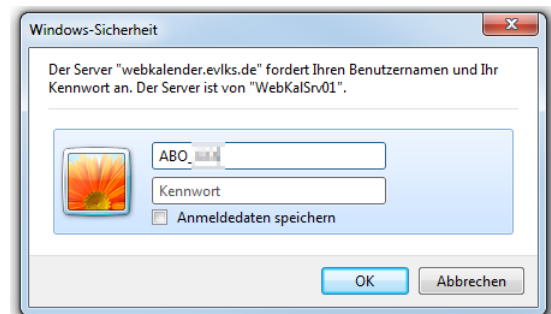 Windows-Sicherheit
Der Server "webkalender.evlks.de" fordert Ihren Benutzernamen und Ihr
Kennwort an. Der Server ist von "WebKalSrv01".
ABO_
Kennwort
Anmeldedaten speichern
OK
Abbrechen